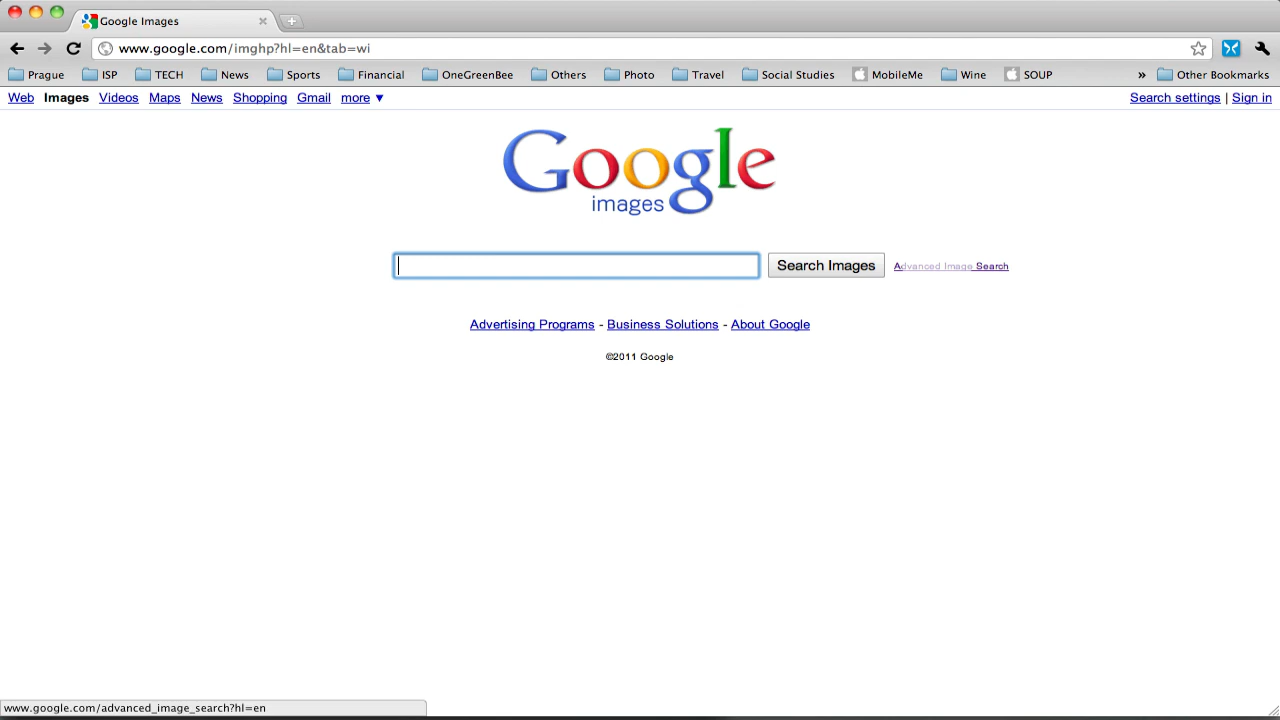 Google Images
www.google.com/imghp?hl=en&tab=wi
Prague ISP TECH News Sports Financial OneGreenBee Others Photo Travel Social Studies MobileMe Wine SOUP » Other Bookmarks
Web Images Videos Maps News Shopping Gmail more ▼ Search settings | Sign in
Google
images
Search Images Advanced Image Search
Advertising Programs - Business Solutions - About Google
©2011 Google
www.google.com/advanced_image_search?hl=en